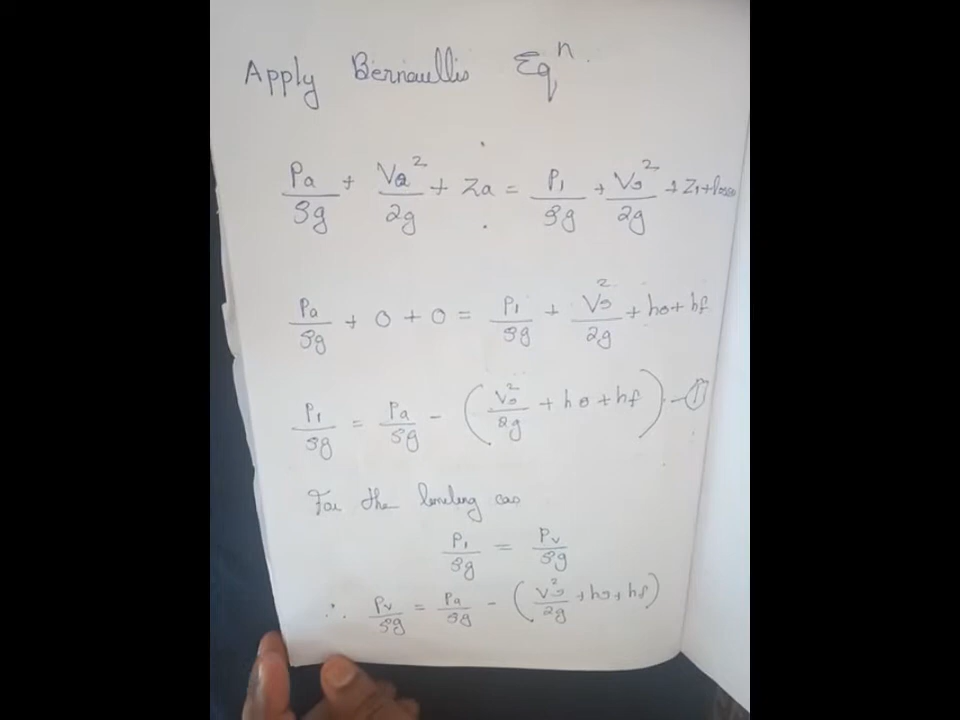 Apply Bernoullis Eqⁿ.
Pa/ρg + Va²/2g + Za = P₁/ρg + Vs²/2g + Z₁ + loss
Pa/ρg + 0 + 0 = P₁/ρg + Vs²/2g + hs + hf
P₁/ρg = Pa/ρg - (Vs²/2g + hs + hf) - ①
For the limiting cas
P₁/ρg = Pv/ρg
∴ Pv/ρg = Pa/ρg - (Vs²/2g + hs + hf)